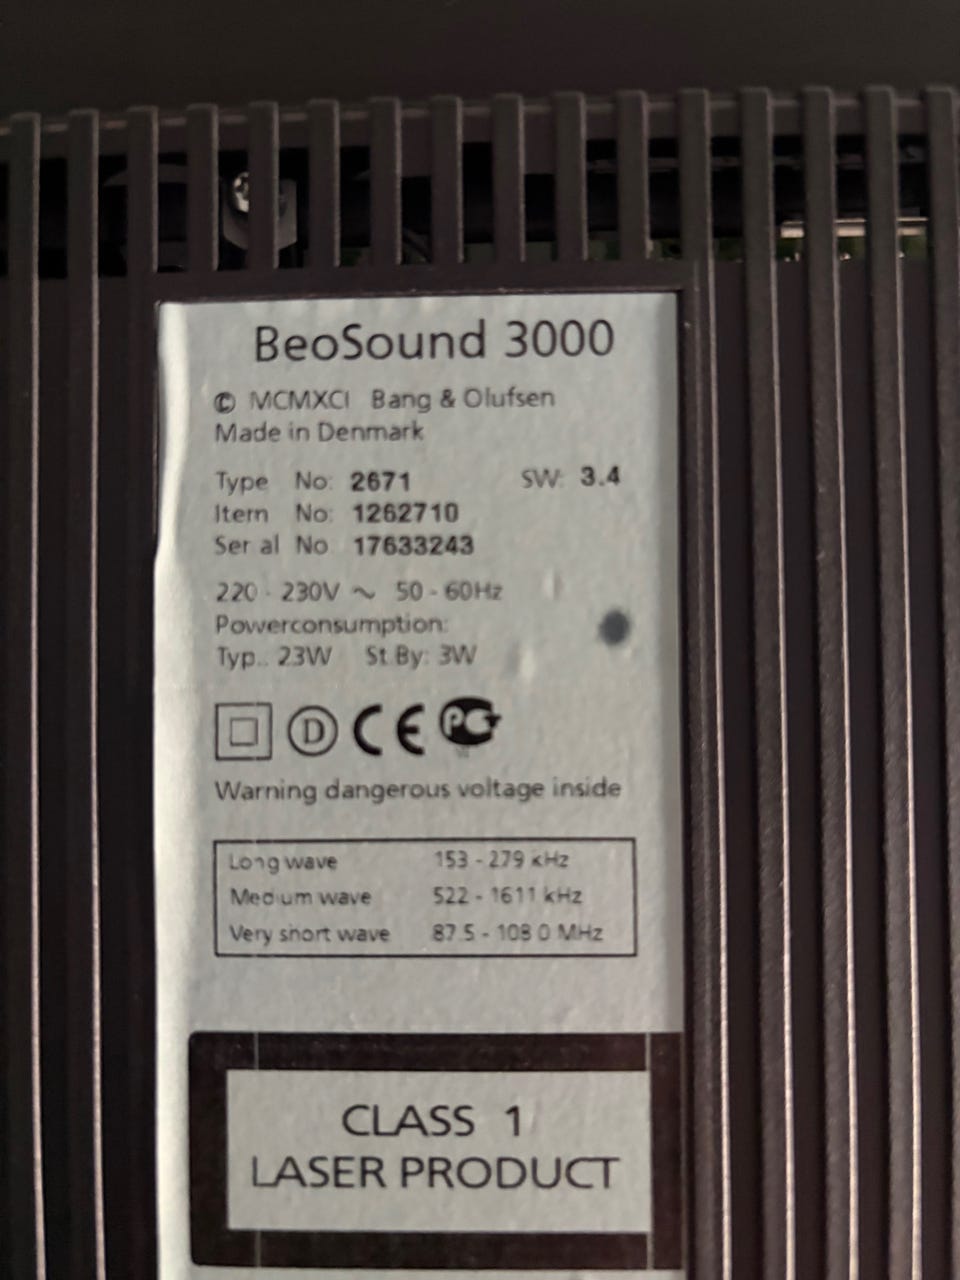 BeoSound 3000
© MCMXCI Bang & Olufsen
Made in Denmark
Type No: 2671 SW: 3.4
Item No: 1262710
Serial No 17633243
220 - 230V ~ 50 - 60Hz
Powerconsumption:
Typ.: 23W St.By: 3W
D CE PCT
Warning dangerous voltage inside
Long wave 153 - 279 kHz
Medium wave 522 - 1611 kHz
Very short wave 87.5 - 108.0 MHz
CLASS 1
LASER PRODUCT